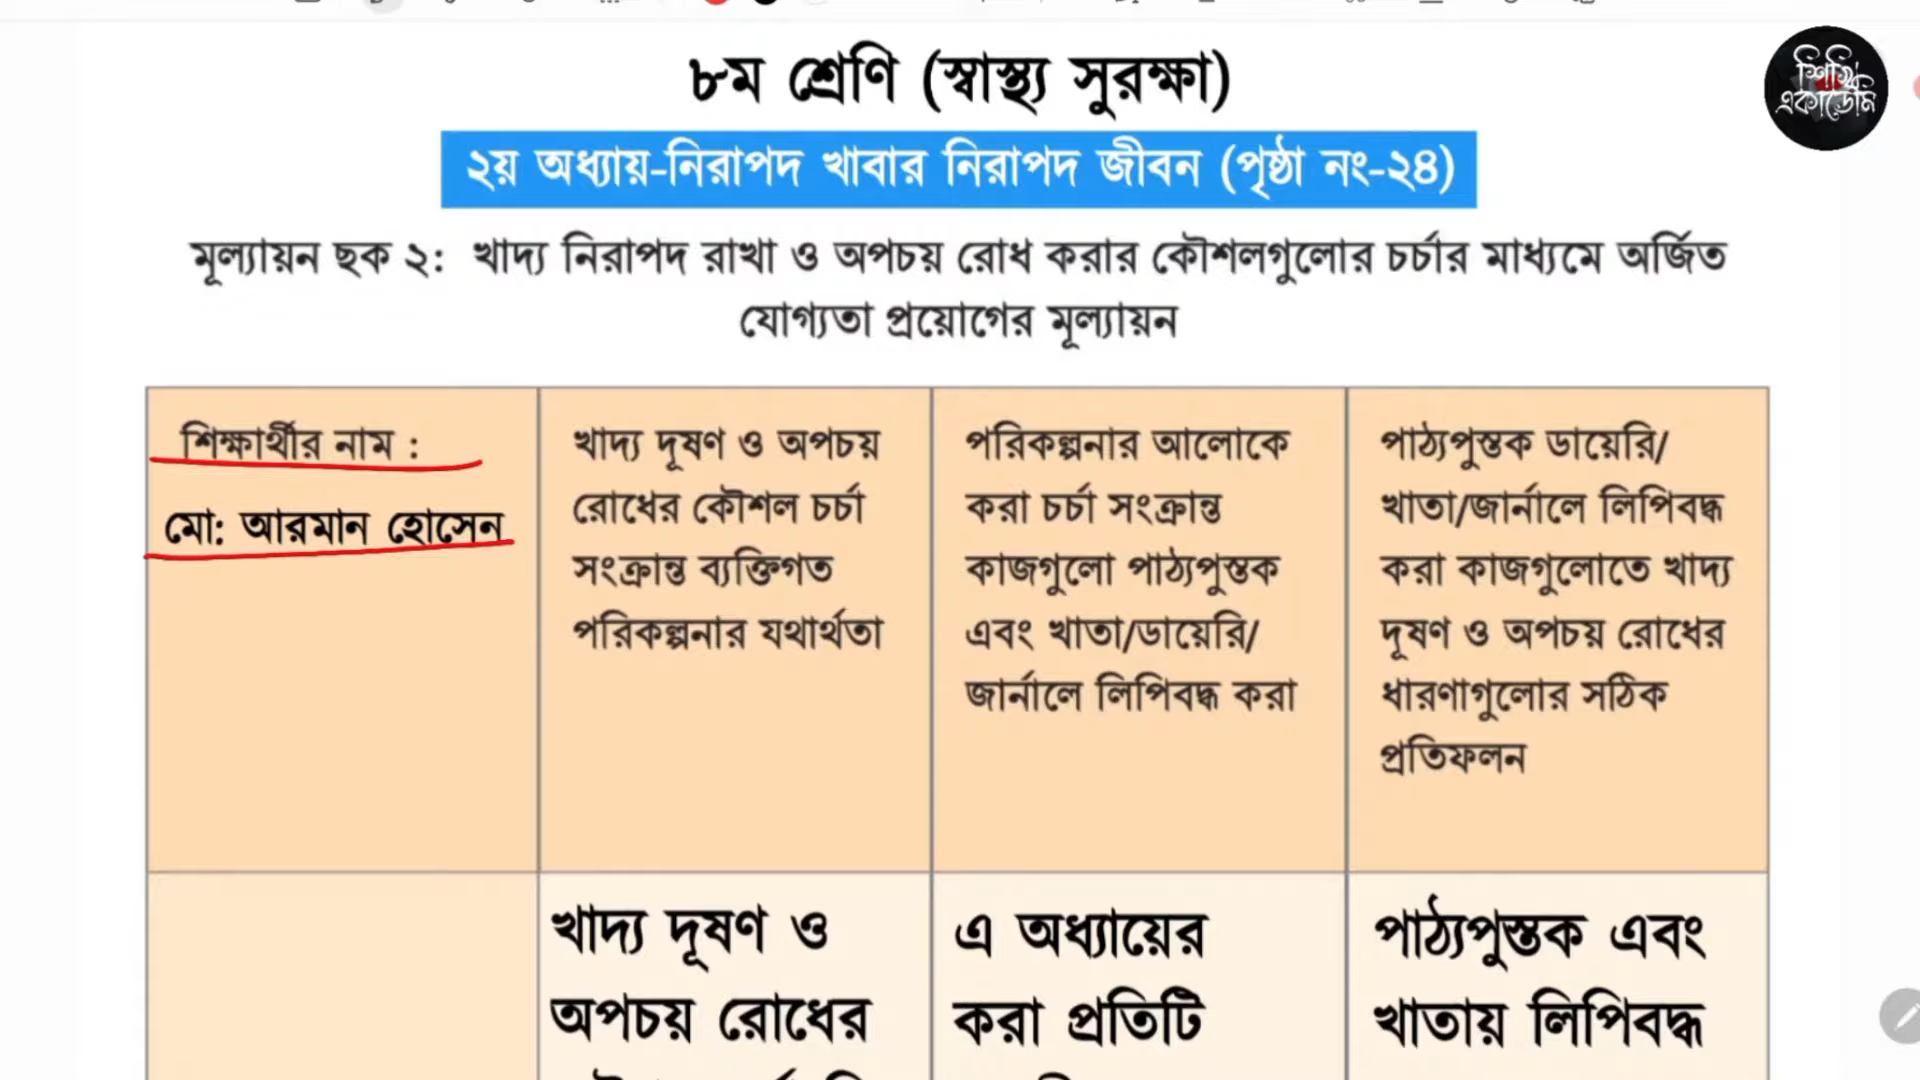 ৮ম শ্রেণি (স্বাস্থ্য সুরক্ষা)
শিখি
একাডেমি
২য় অধ্যায়-নিরাপদ খাবার নিরাপদ জীবন (পৃষ্ঠা নং-২৪)
মূল্যায়ন ছক ২: খাদ্য নিরাপদ রাখা ও অপচয় রোধ করার কৌশলগুলোর চর্চার মাধ্যমে অর্জিত
যোগ্যতা প্রয়োগের মূল্যায়ন
শিক্ষার্থীর নাম :
মো: আরমান হোসেন
খাদ্য দূষণ ও অপচয়
রোধের কৌশল চর্চা
সংক্রান্ত ব্যক্তিগত
পরিকল্পনার যথার্থতা
পরিকল্পনার আলোকে
করা চর্চা সংক্রান্ত
কাজগুলো পাঠ্যপুস্তক
এবং খাতা/ডায়েরি/
জার্নালে লিপিবদ্ধ করা
পাঠ্যপুস্তক ডায়েরি/
খাতা/জার্নালে লিপিবদ্ধ
করা কাজগুলোতে খাদ্য
দূষণ ও অপচয় রোধের
ধারণাগুলোর সঠিক
প্রতিফলন
খাদ্য দূষণ ও
অপচয় রোধের
এ অধ্যায়ের
করা প্রতিটি
পাঠ্যপুস্তক এবং
খাতায় লিপিবদ্ধ